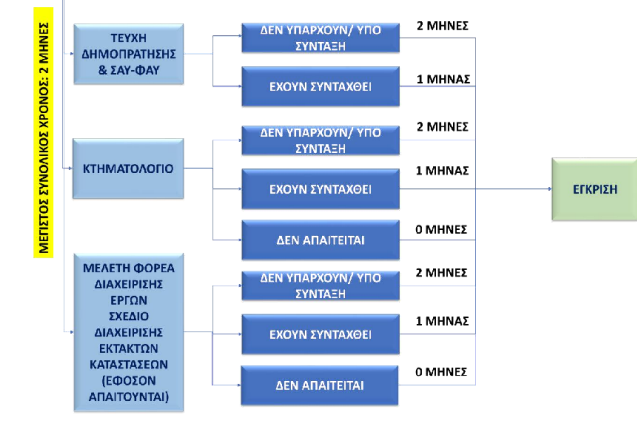 ΜΕΓΙΣΤΟΣ ΣΥΝΟΛΙΚΟΣ ΧΡΟΝΟΣ: 2 ΜΗΝΕΣ
ΤΕΥΧΗ
ΔΗΜΟΠΡΑΤΗΣΗΣ
& ΣΑΥ-ΦΑΥ
ΔΕΝ ΥΠΑΡΧΟΥΝ/ ΥΠΟ
ΣΥΝΤΑΞΗ
2 ΜΗΝΕΣ
ΕΧΟΥΝ ΣΥΝΤΑΧΘΕΙ
1 ΜΗΝΑΣ
ΚΤΗΜΑΤΟΛΟΓΙΟ
ΔΕΝ ΥΠΑΡΧΟΥΝ/ ΥΠΟ
ΣΥΝΤΑΞΗ
2 ΜΗΝΕΣ
ΕΧΟΥΝ ΣΥΝΤΑΧΘΕΙ
1 ΜΗΝΑΣ
ΔΕΝ ΑΠΑΙΤΕΙΤΑΙ
0 ΜΗΝΕΣ
ΜΕΛΕΤΗ ΦΟΡΕΑ
ΔΙΑΧΕΙΡΙΣΗΣ
ΕΡΓΩΝ
ΣΧΕΔΙΟ
ΔΙΑΧΕΙΡΙΣΗΣ
ΕΚΤΑΚΤΩΝ
ΚΑΤΑΣΤΑΣΕΩΝ
(ΕΦΟΣΟΝ
ΑΠΑΙΤΟΥΝΤΑΙ)
ΔΕΝ ΥΠΑΡΧΟΥΝ/ ΥΠΟ
ΣΥΝΤΑΞΗ
2 ΜΗΝΕΣ
ΕΧΟΥΝ ΣΥΝΤΑΧΘΕΙ
1 ΜΗΝΑΣ
ΔΕΝ ΑΠΑΙΤΕΙΤΑΙ
0 ΜΗΝΕΣ
ΕΓΚΡΙΣΗ